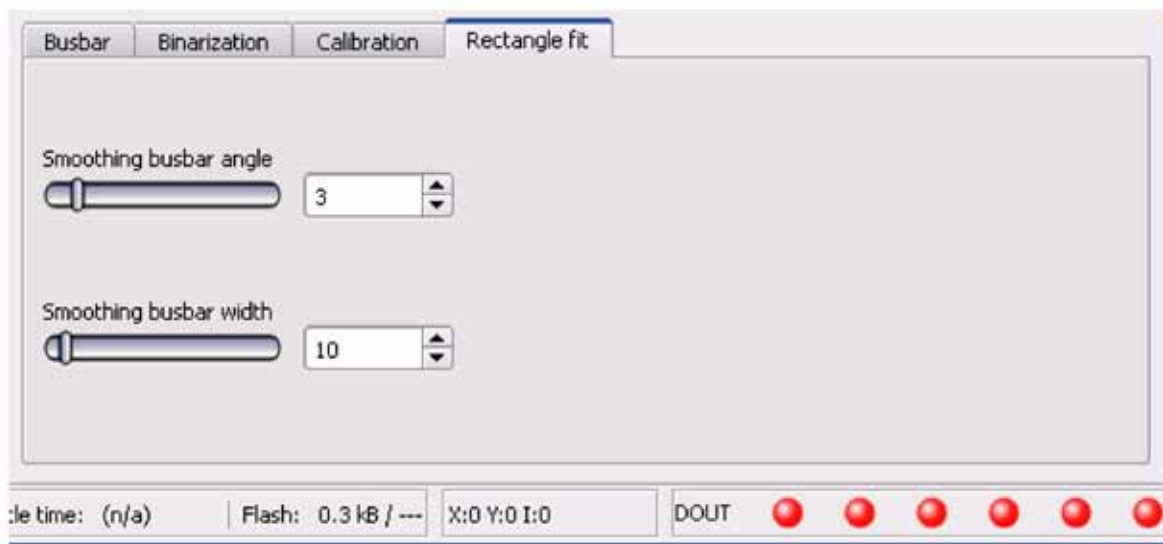 Busbar Binarization Calibration Rectangle fit
Smoothing busbar angle
3
Smoothing busbar width
10
time: (n/a) Flash: 0.3 kB / --- X:0 Y:0 I:0 DOUT